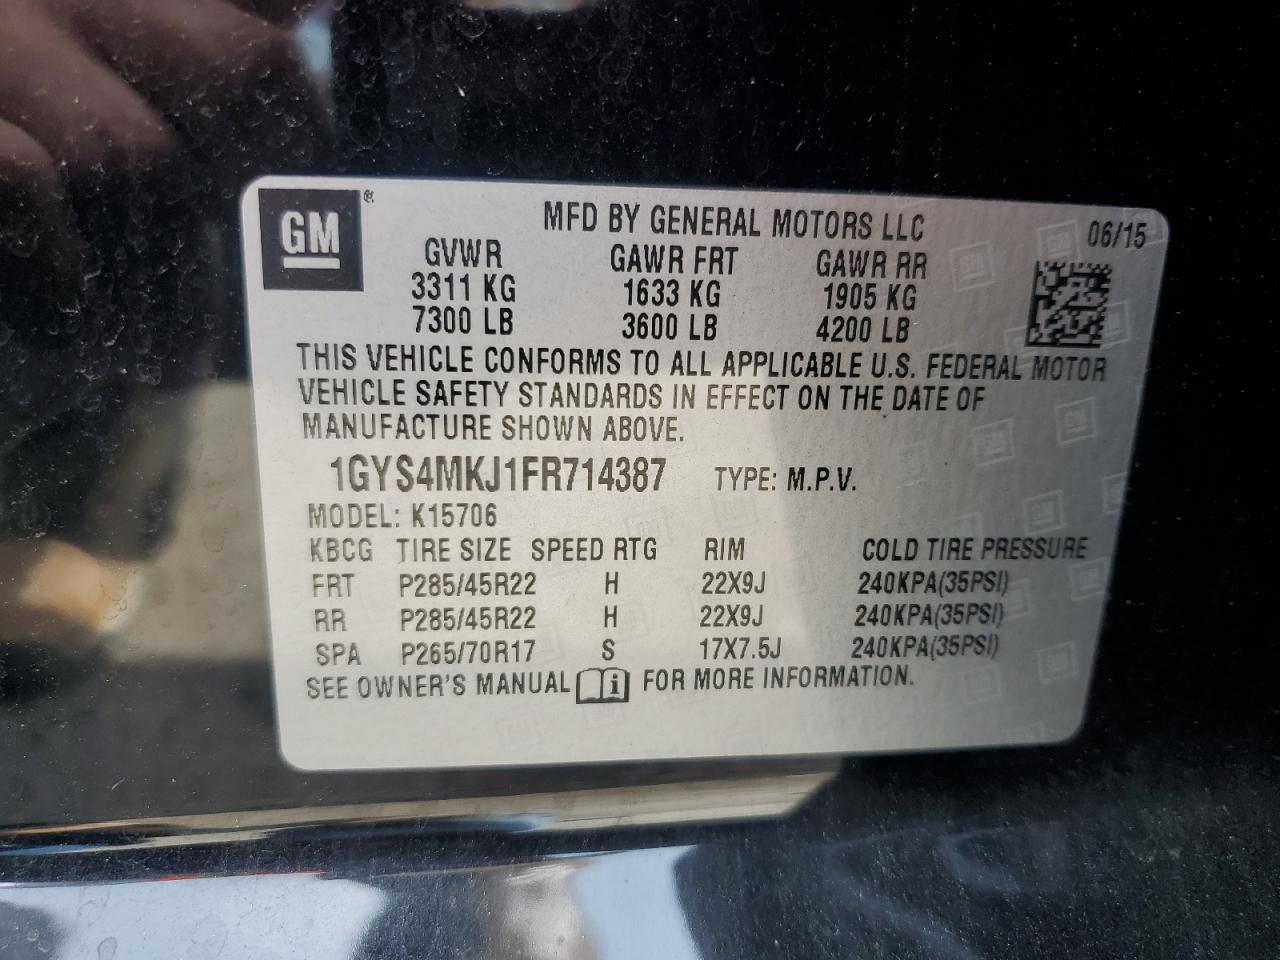 GM ® MFD BY GENERAL MOTORS LLC 06/15
GVWR GAWR FRT GAWR RR
3311 KG 1633 KG 1905 KG
7300 LB 3600 LB 4200 LB
THIS VEHICLE CONFORMS TO ALL APPLICABLE U.S. FEDERAL MOTOR
VEHICLE SAFETY STANDARDS IN EFFECT ON THE DATE OF
MANUFACTURE SHOWN ABOVE.
1GYS4MKJ1FR714387 TYPE: M.P.V.
MODEL: K15706
KBCG TIRE SIZE SPEED RTG RIM COLD TIRE PRESSURE
FRT P285/45R22 H 22X9J 240KPA(35PSI)
RR P285/45R22 H 22X9J 240KPA(35PSI)
SPA P265/70R17 S 17X7.5J 240KPA(35PSI)
SEE OWNER'S MANUAL i FOR MORE INFORMATION.